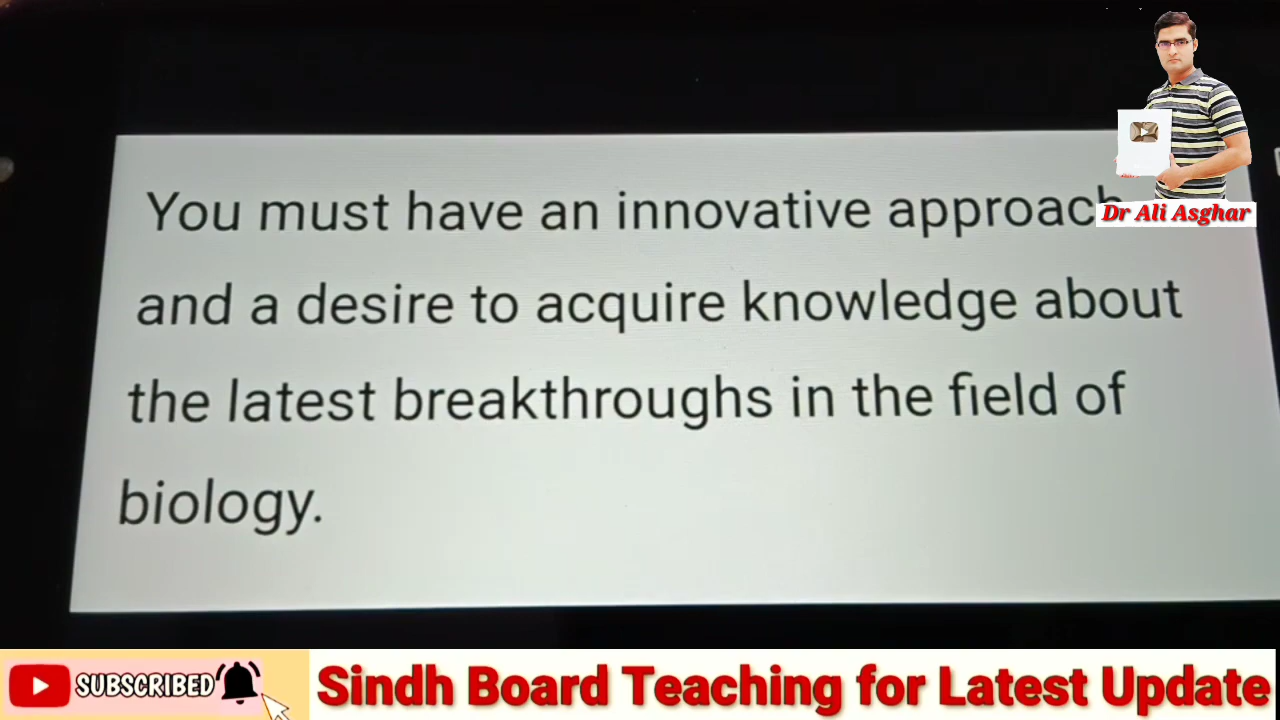 You must have an innovative approach
Dr Ali Asghar
and a desire to acquire knowledge about
the latest breakthroughs in the field of
biology.
SUBSCRIBED
Sindh Board Teaching for Latest Update